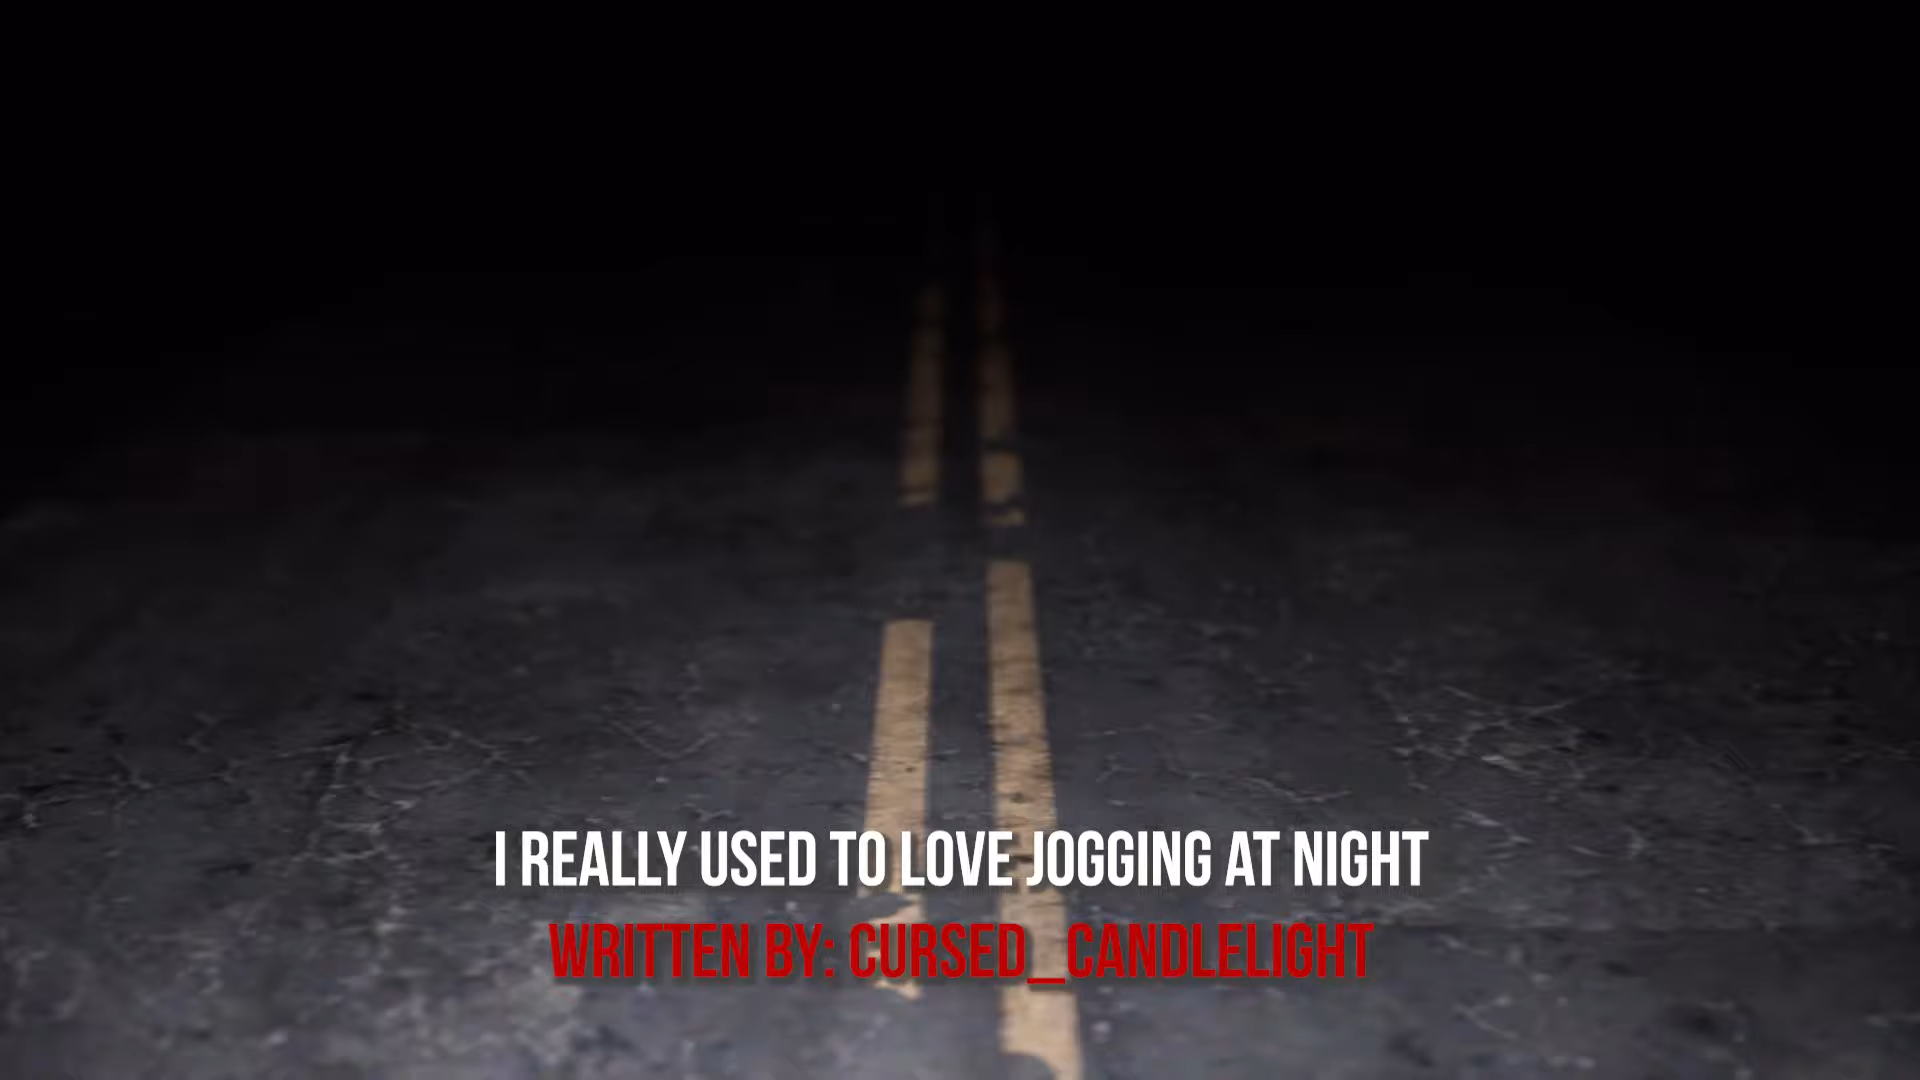 I REALLY USED TO LOVE JOGGING AT NIGHT
WRITTEN BY: CURSED_CANDLELIGHT